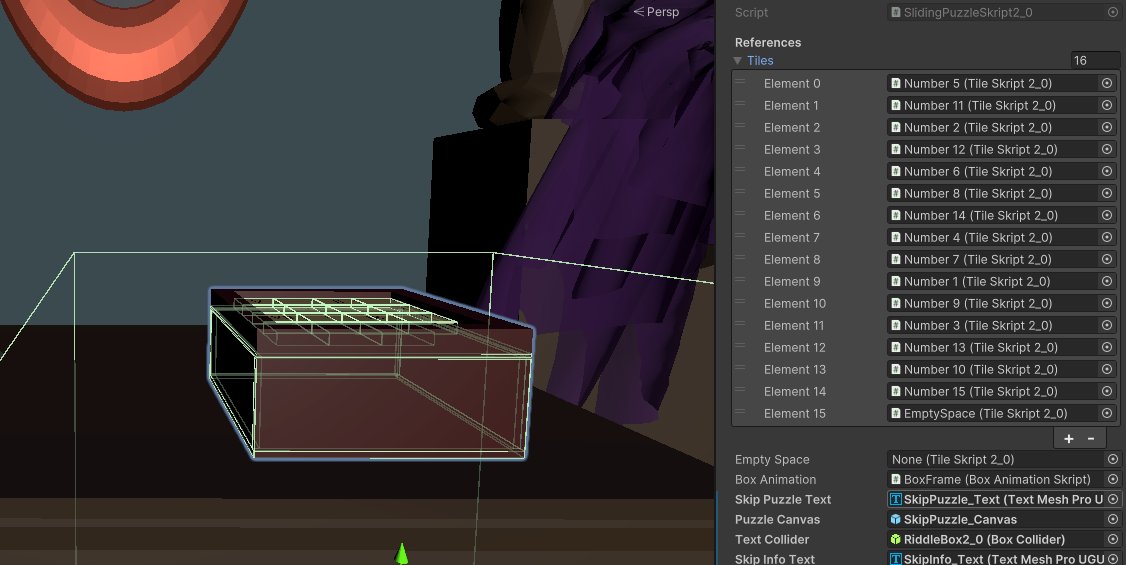 Persp
Script SlidingPuzzleSkript2_0
References
Tiles 16
Element 0 Number 5 (Tile Skript 2_0)
Element 1 Number 11 (Tile Skript 2_0)
Element 2 Number 2 (Tile Skript 2_0)
Element 3 Number 12 (Tile Skript 2_0)
Element 4 Number 6 (Tile Skript 2_0)
Element 5 Number 8 (Tile Skript 2_0)
Element 6 Number 14 (Tile Skript 2_0)
Element 7 Number 4 (Tile Skript 2_0)
Element 8 Number 7 (Tile Skript 2_0)
Element 9 Number 1 (Tile Skript 2_0)
Element 10 Number 9 (Tile Skript 2_0)
Element 11 Number 3 (Tile Skript 2_0)
Element 12 Number 13 (Tile Skript 2_0)
Element 13 Number 10 (Tile Skript 2_0)
Element 14 Number 15 (Tile Skript 2_0)
Element 15 EmptySpace (Tile Skript 2_0)
+ -
Empty Space None (Tile Skript 2_0)
Box Animation BoxFrame (Box Animation Skript)
Skip Puzzle Text SkipPuzzle_Text (Text Mesh Pro U
Puzzle Canvas SkipPuzzle_Canvas
Text Collider RiddleBox2_0 (Box Collider)
Skip Info Text SkipInfo_Text (Text Mesh Pro UGU